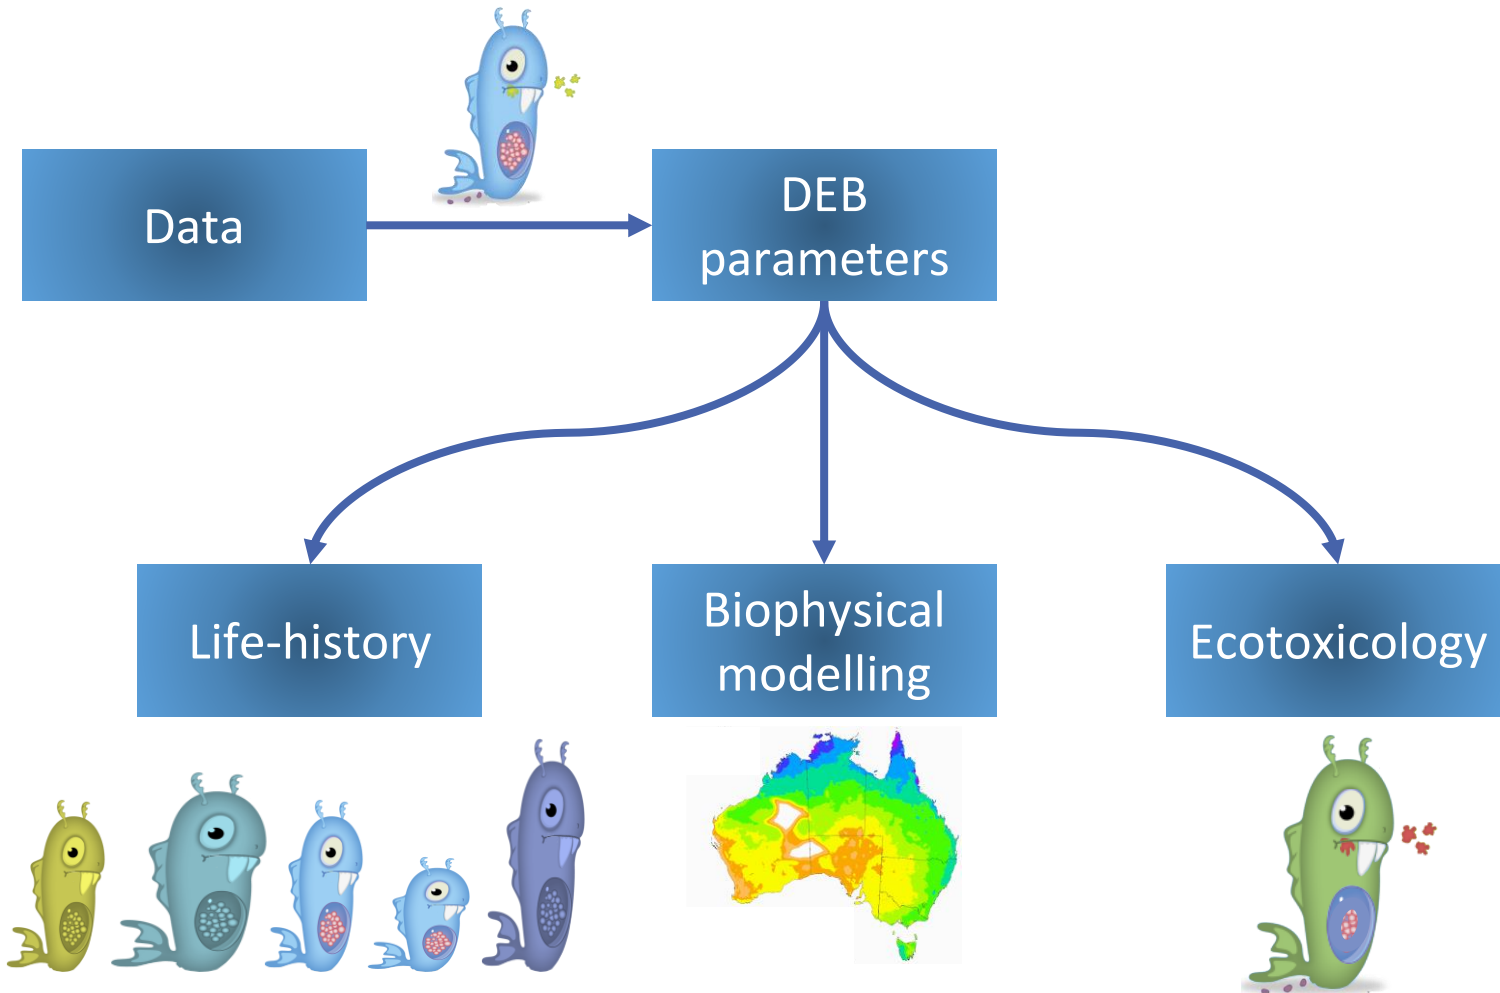 Data
DEB
parameters
Life-history
Biophysical
modelling
Ecotoxicology